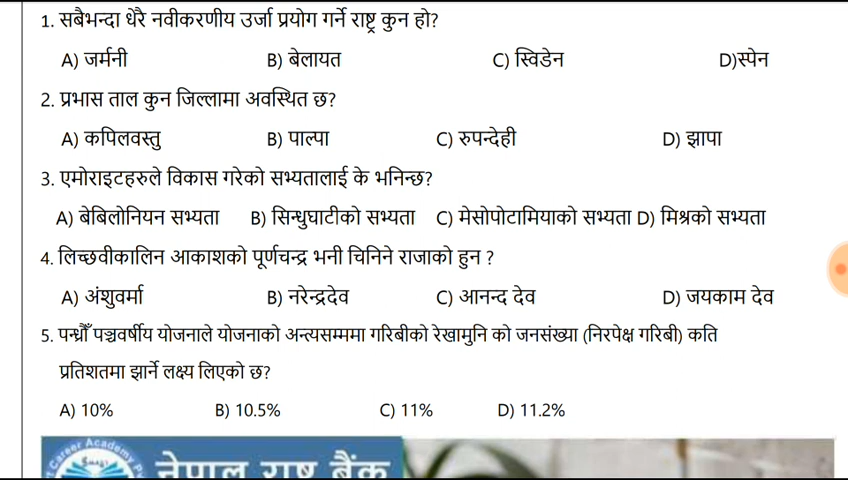 1. सबैभन्दा धेरै नवीकरणीय उर्जा प्रयोग गर्ने राष्ट्र कुन हो?
A) जर्मनी B) बेलायत C) स्विडेन D)स्पेन
2. प्रभास ताल कुन जिल्लामा अवस्थित छ?
A) कपिलवस्तु B) पाल्पा C) रुपन्देही D) झापा
3. एमोराइटहरुले विकास गरेको सभ्यतालाई के भनिन्छ?
A) बेबिलोनियन सभ्यता B) सिन्धुघाटीको सभ्यता C) मेसोपोटामियाको सभ्यता D) मिश्रको सभ्यता
4. लिच्छवीकालिन आकाशको पूर्णचन्द्र भनी चिनिने राजाको हुन ?
A) अंशुवर्मा B) नरेन्द्रदेव C) आनन्द देव D) जयकाम देव
5. पन्ध्रौँ पञ्चवर्षीय योजनाले योजनाको अन्त्यसम्ममा गरिबीको रेखामुनि को जनसंख्या (निरपेक्ष गरिबी) कति
प्रतिशतमा झार्ने लक्ष्य लिएको छ?
A) 10% B) 10.5% C) 11% D) 11.2%
Career Academy
नेपाल राष्ट्र बैंक